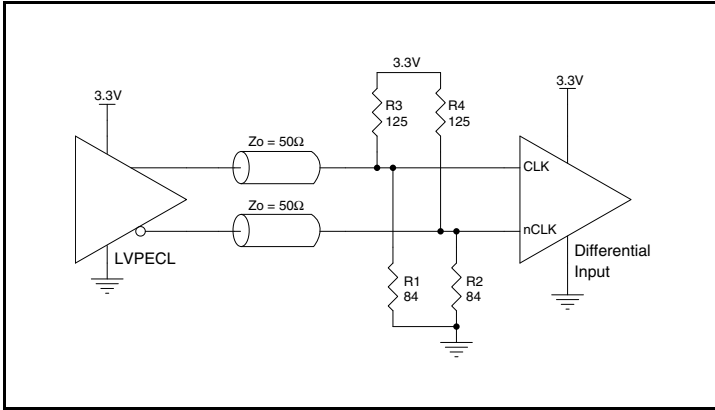 3.3V
3.3V
3.3V
R3
125
R4
125
Zo = 50Ω
CLK
Zo = 50Ω
nCLK
LVPECL
Differential
Input
R1
84
R2
84